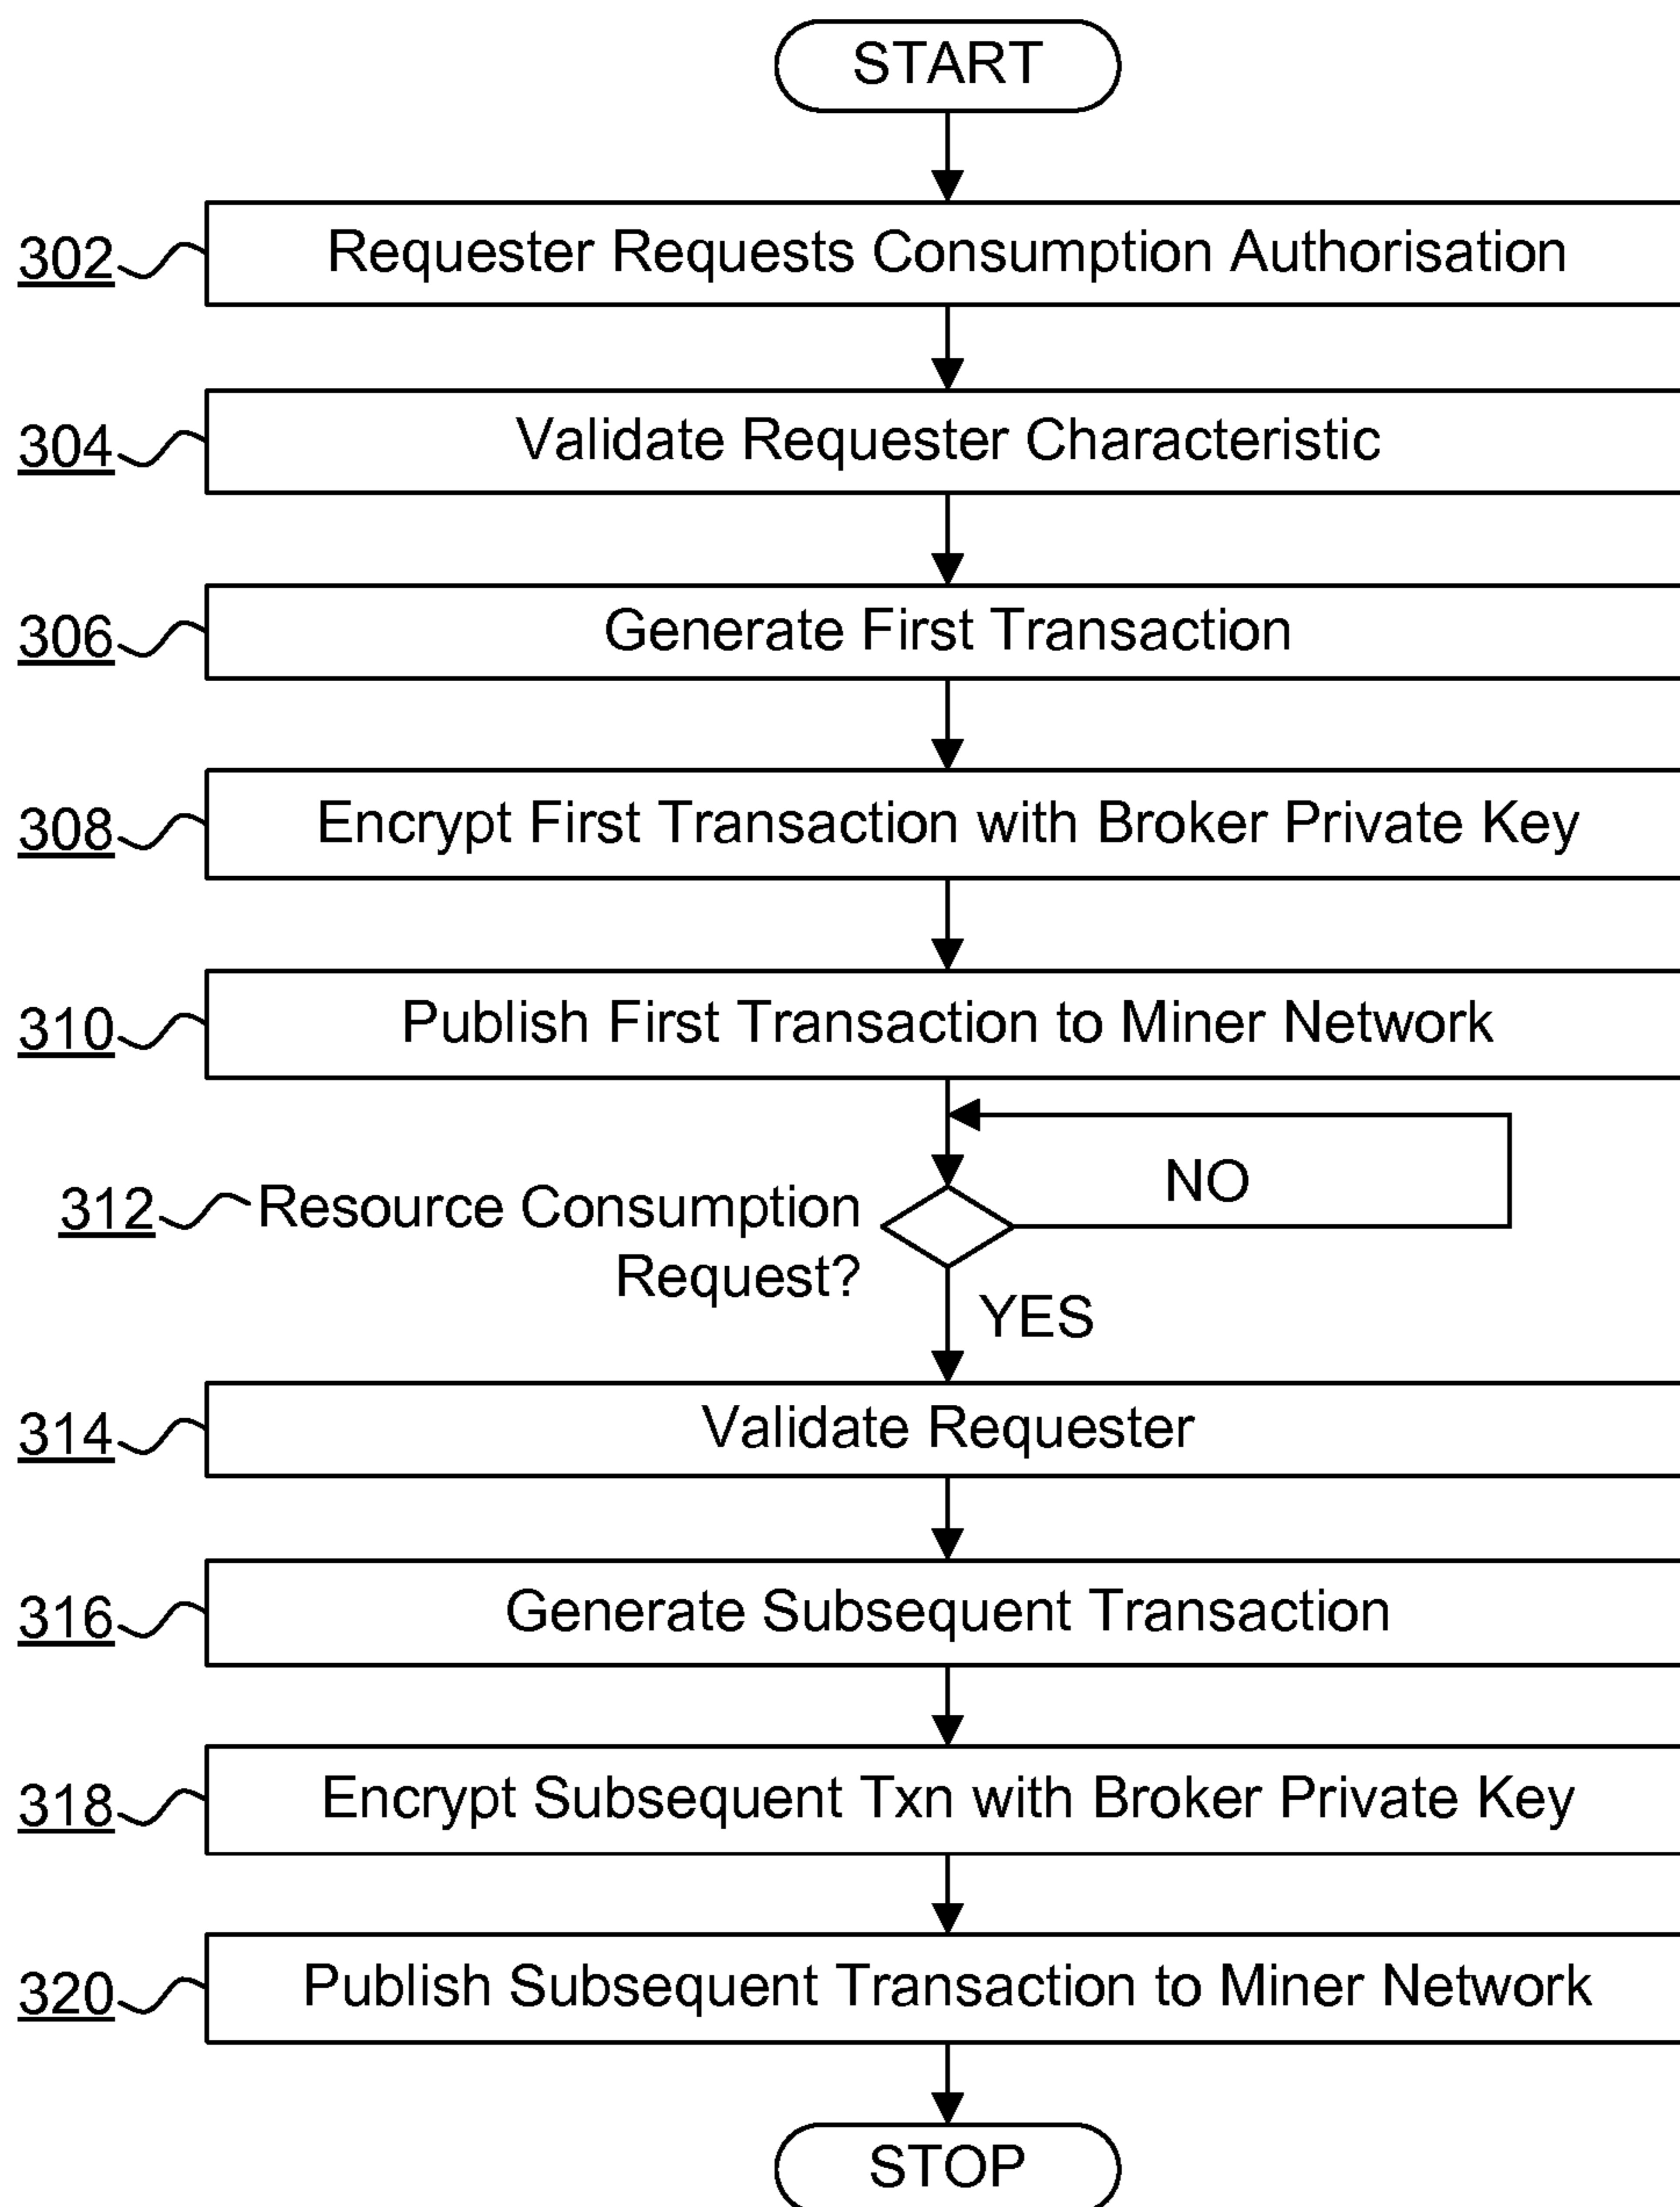 START
302 Requester Requests Consumption Authorisation
304 Validate Requester Characteristic
306 Generate First Transaction
308 Encrypt First Transaction with Broker Private Key
310 Publish First Transaction to Miner Network
NO
312 Resource Consumption
Request?
YES
314 Validate Requester
316 Generate Subsequent Transaction
318 Encrypt Subsequent Txn with Broker Private Key
320 Publish Subsequent Transaction to Miner Network
STOP